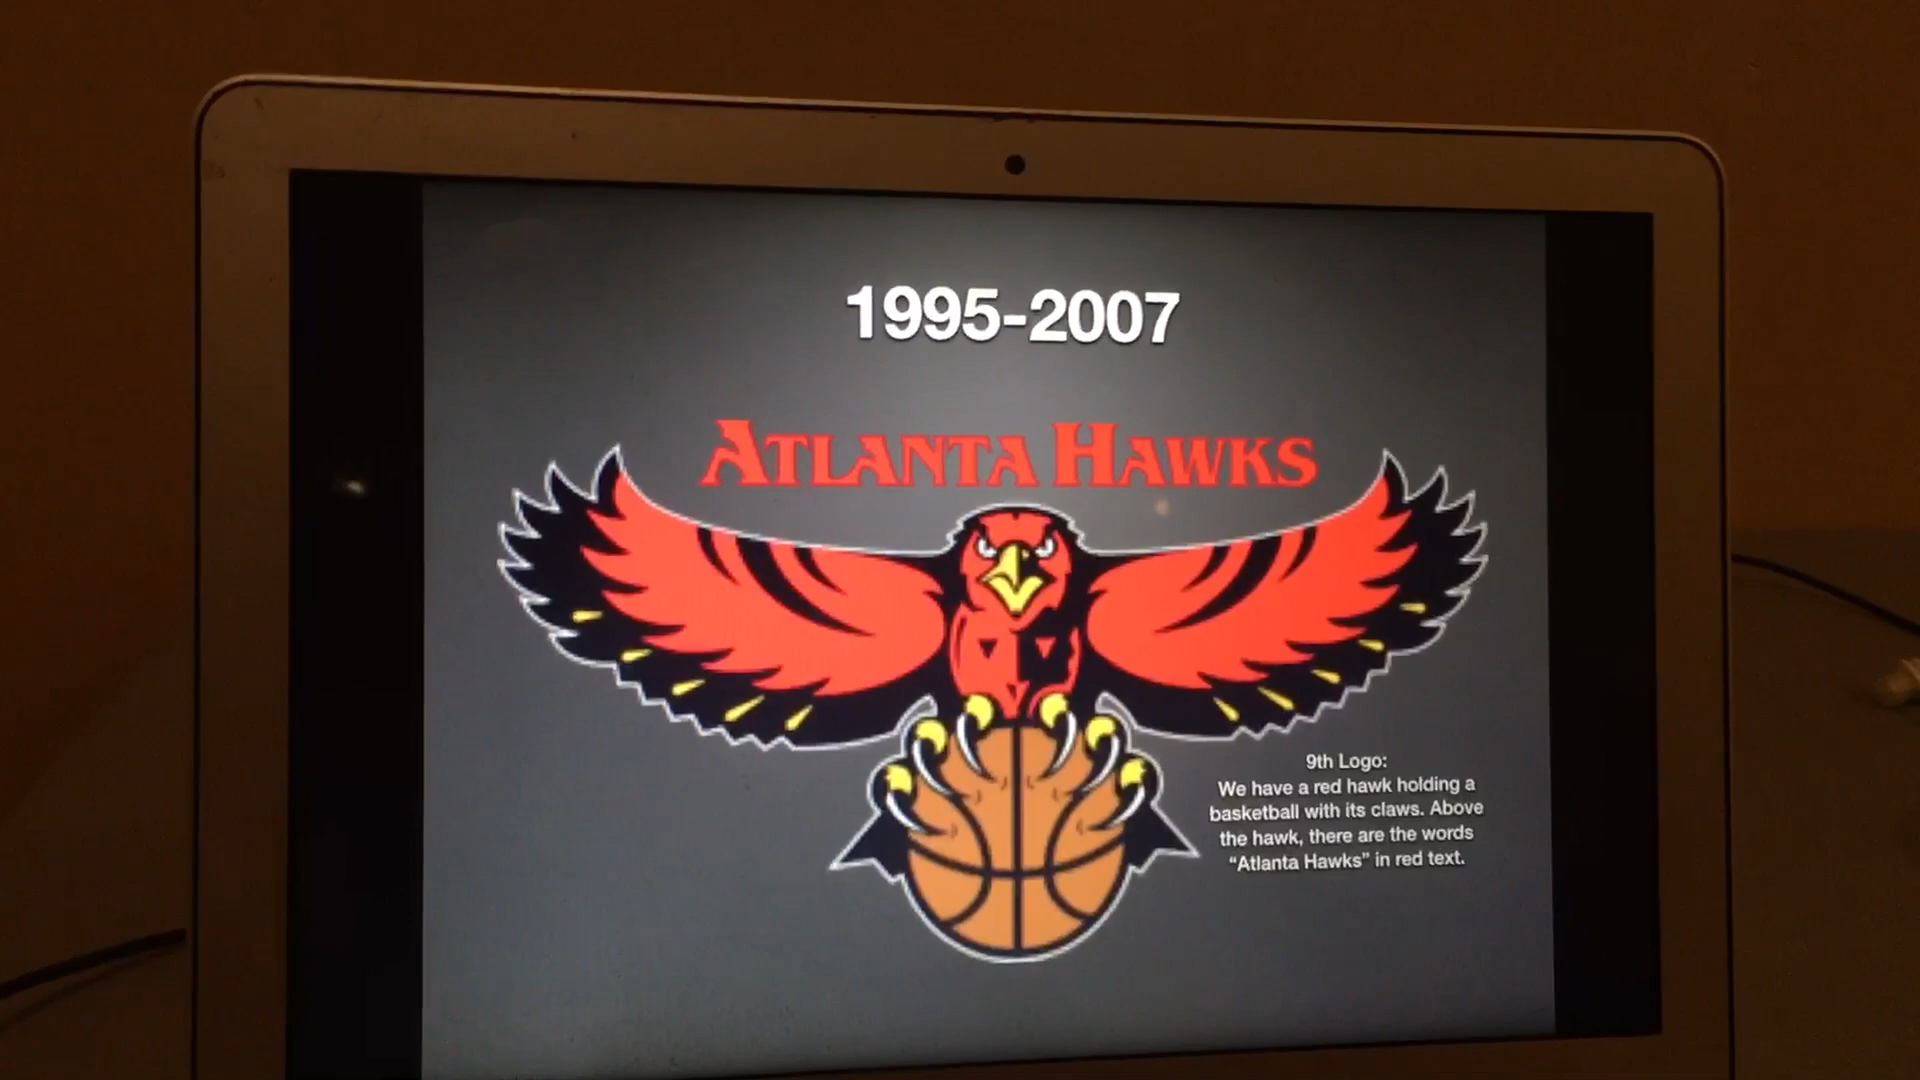 1995-2007
ATLANTA HAWKS
9th Logo:
We have a red hawk holding a
basketball with its claws. Above
the hawk, there are the words
“Atlanta Hawks” in red text.